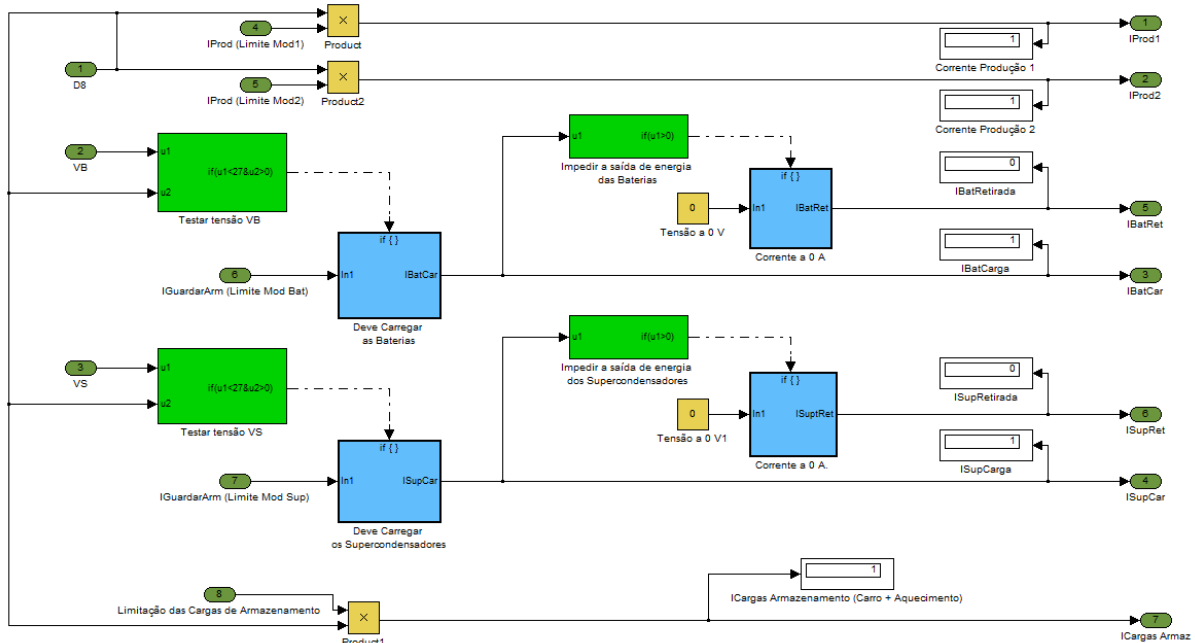 4
IProd (Limite Mod1)
×
Product
1
IProd1
1
Corrente Produção 1
1
D8
5
IProd (Limite Mod2)
×
Product2
2
IProd2
1
Corrente Produção 2
2
VB
u1
if(u1<27&u2>0)
u2
Testar tensão VB
u1
if(u1>0)
Impedir a saída de energia
das Baterias
0
Tensão a 0 V
if { }
In1
IBatRet
Corrente a 0 A
0
IBatRetirada
5
IBatRet
1
IBatCarga
6
IGuardarArm (Limite Mod Bat)
if { }
In1
IBatCar
Deve Carregar
as Baterias
3
IBatCar
3
VS
u1
if(u1<27&u2>0)
u2
Testar tensão VS
u1
if(u1>0)
Impedir a saída de energia
dos Supercondensadores
0
Tensão a 0 V1
if { }
In1
ISuptRet
Corrente a 0 A.
0
ISupRetirada
6
ISupRet
1
ISupCarga
7
IGuardarArm (Limite Mod Sup)
if { }
In1
ISupCar
Deve Carregar
os Supercondensadores
4
ISupCar
8
Limitação das Cargas de Armazenamento
×
Product1
1
ICargas Armazenamento (Carro + Aquecimento)
7
ICargas Armaz